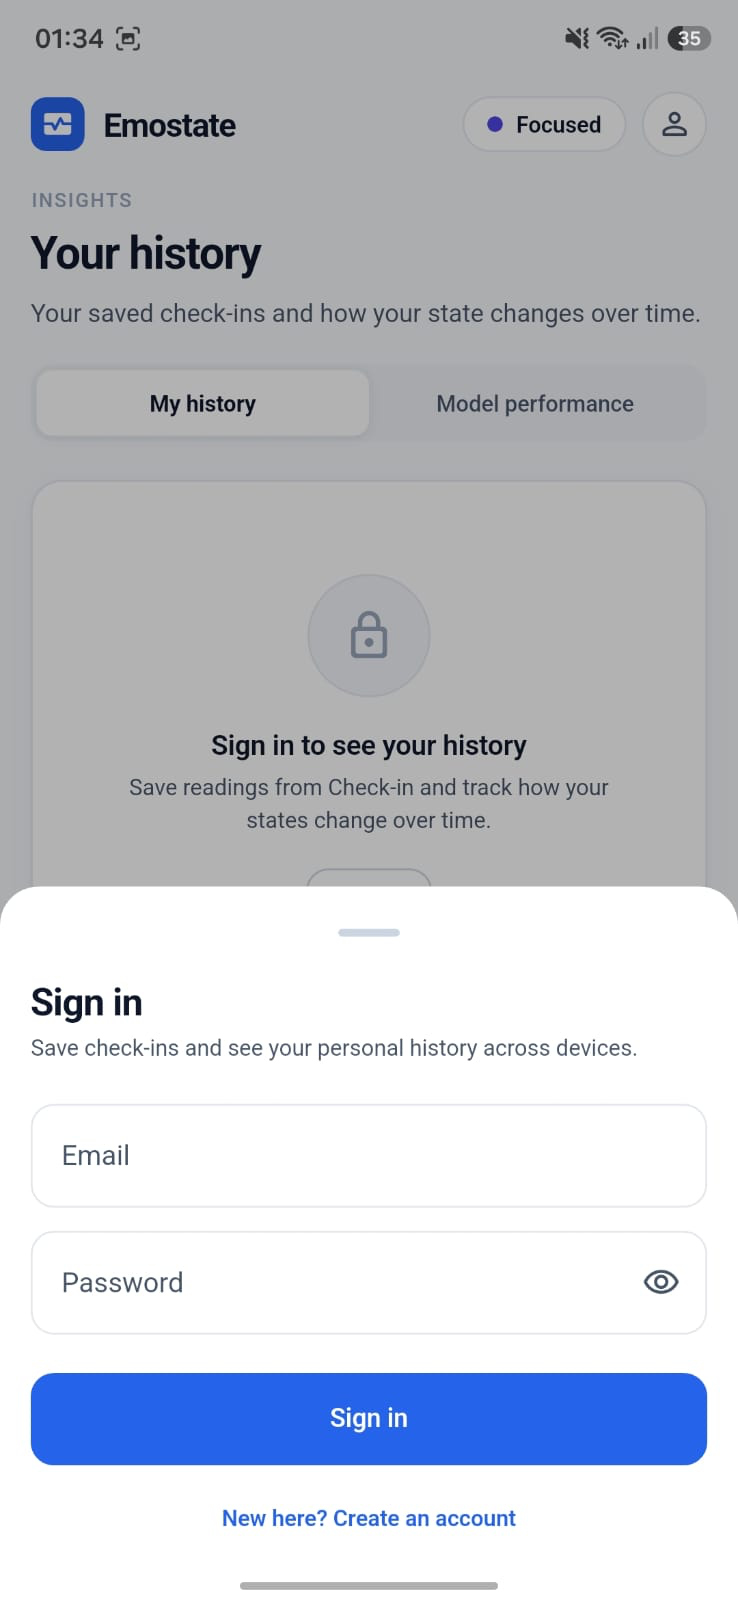 01:34
35
Emostate
Focused
INSIGHTS
Your history
Your saved check-ins and how your state changes over time.
My history
Model performance
Sign in to see your history
Save readings from Check-in and track how your
states change over time.
Sign in
Save check-ins and see your personal history across devices.
Email
Password
Sign in
New here? Create an account